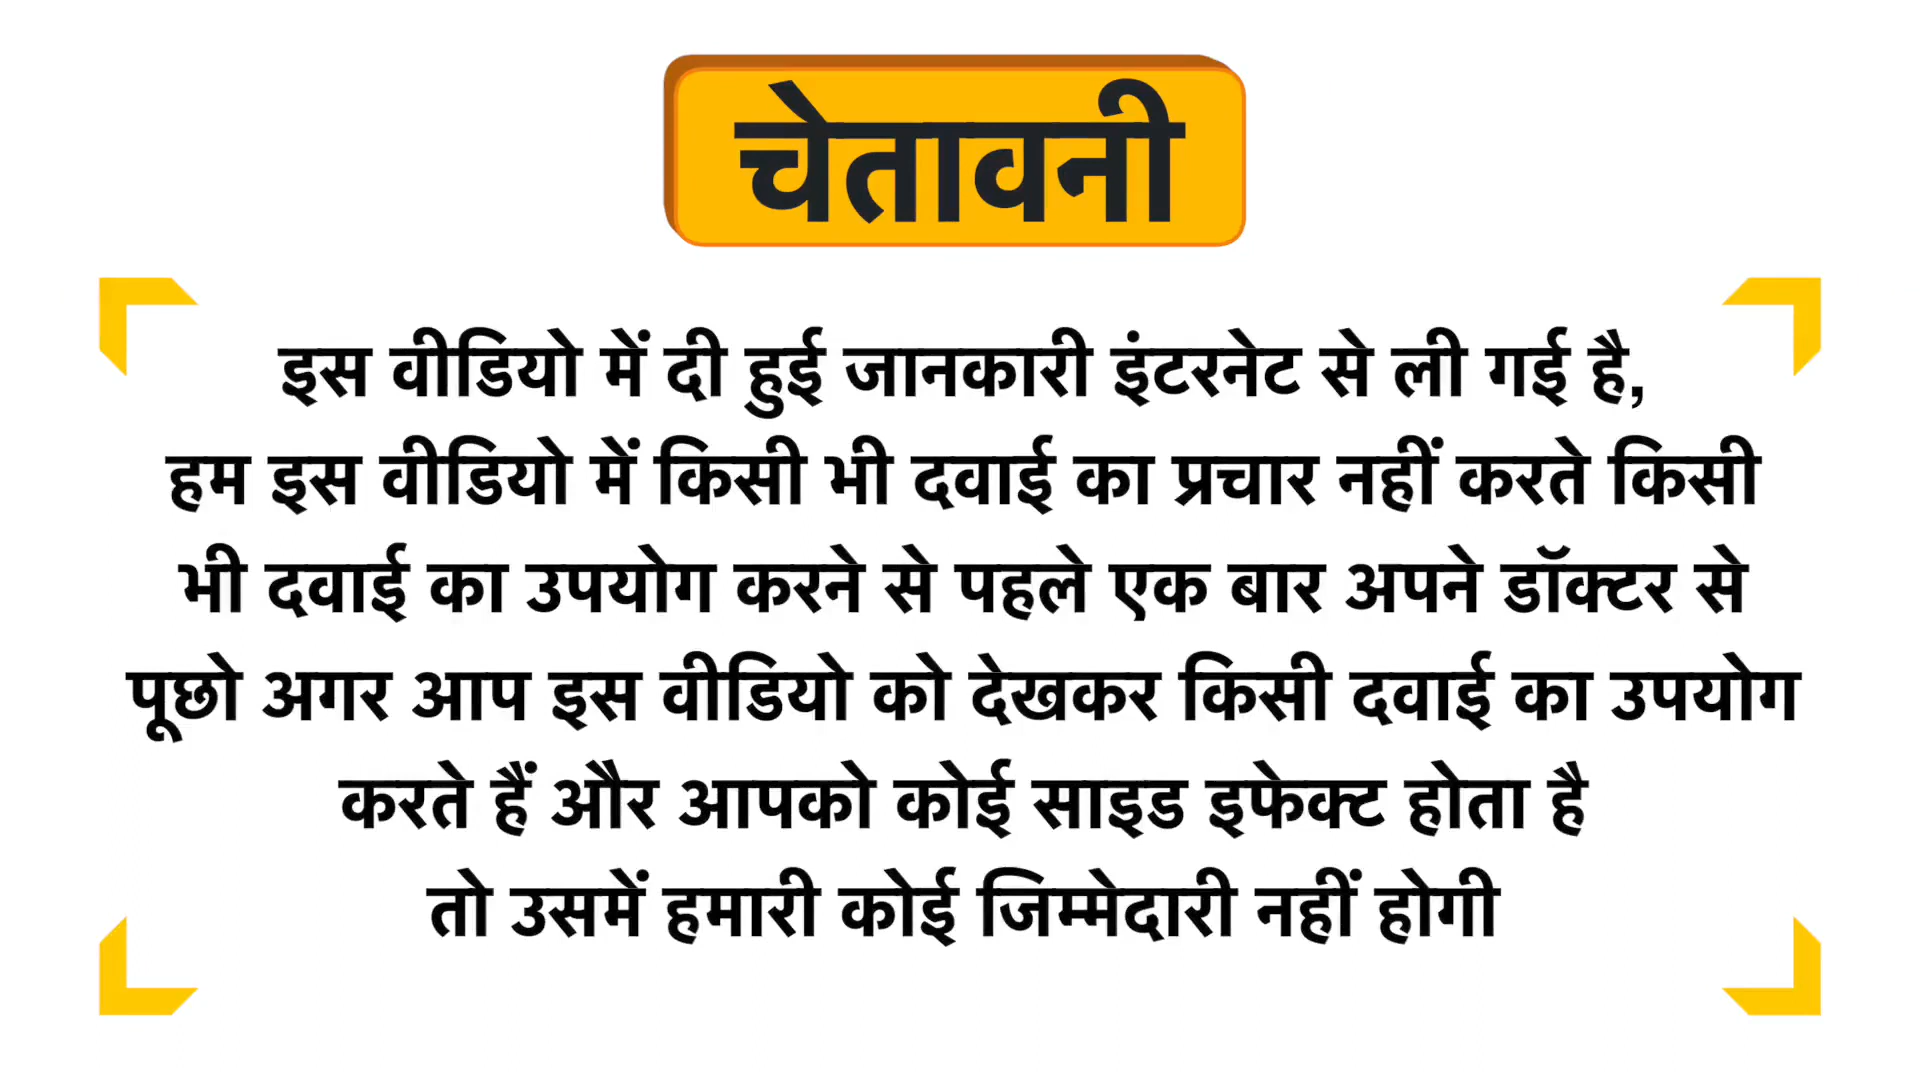 चेतावनी
इस वीडियो में दी हुई जानकारी इंटरनेट से ली गई है,
हम इस वीडियो में किसी भी दवाई का प्रचार नहीं करते किसी
भी दवाई का उपयोग करने से पहले एक बार अपने डॉक्टर से
पूछो अगर आप इस वीडियो को देखकर किसी दवाई का उपयोग
करते हैं और आपको कोई साइड इफेक्ट होता है
तो उसमें हमारी कोई जिम्मेदारी नहीं होगी